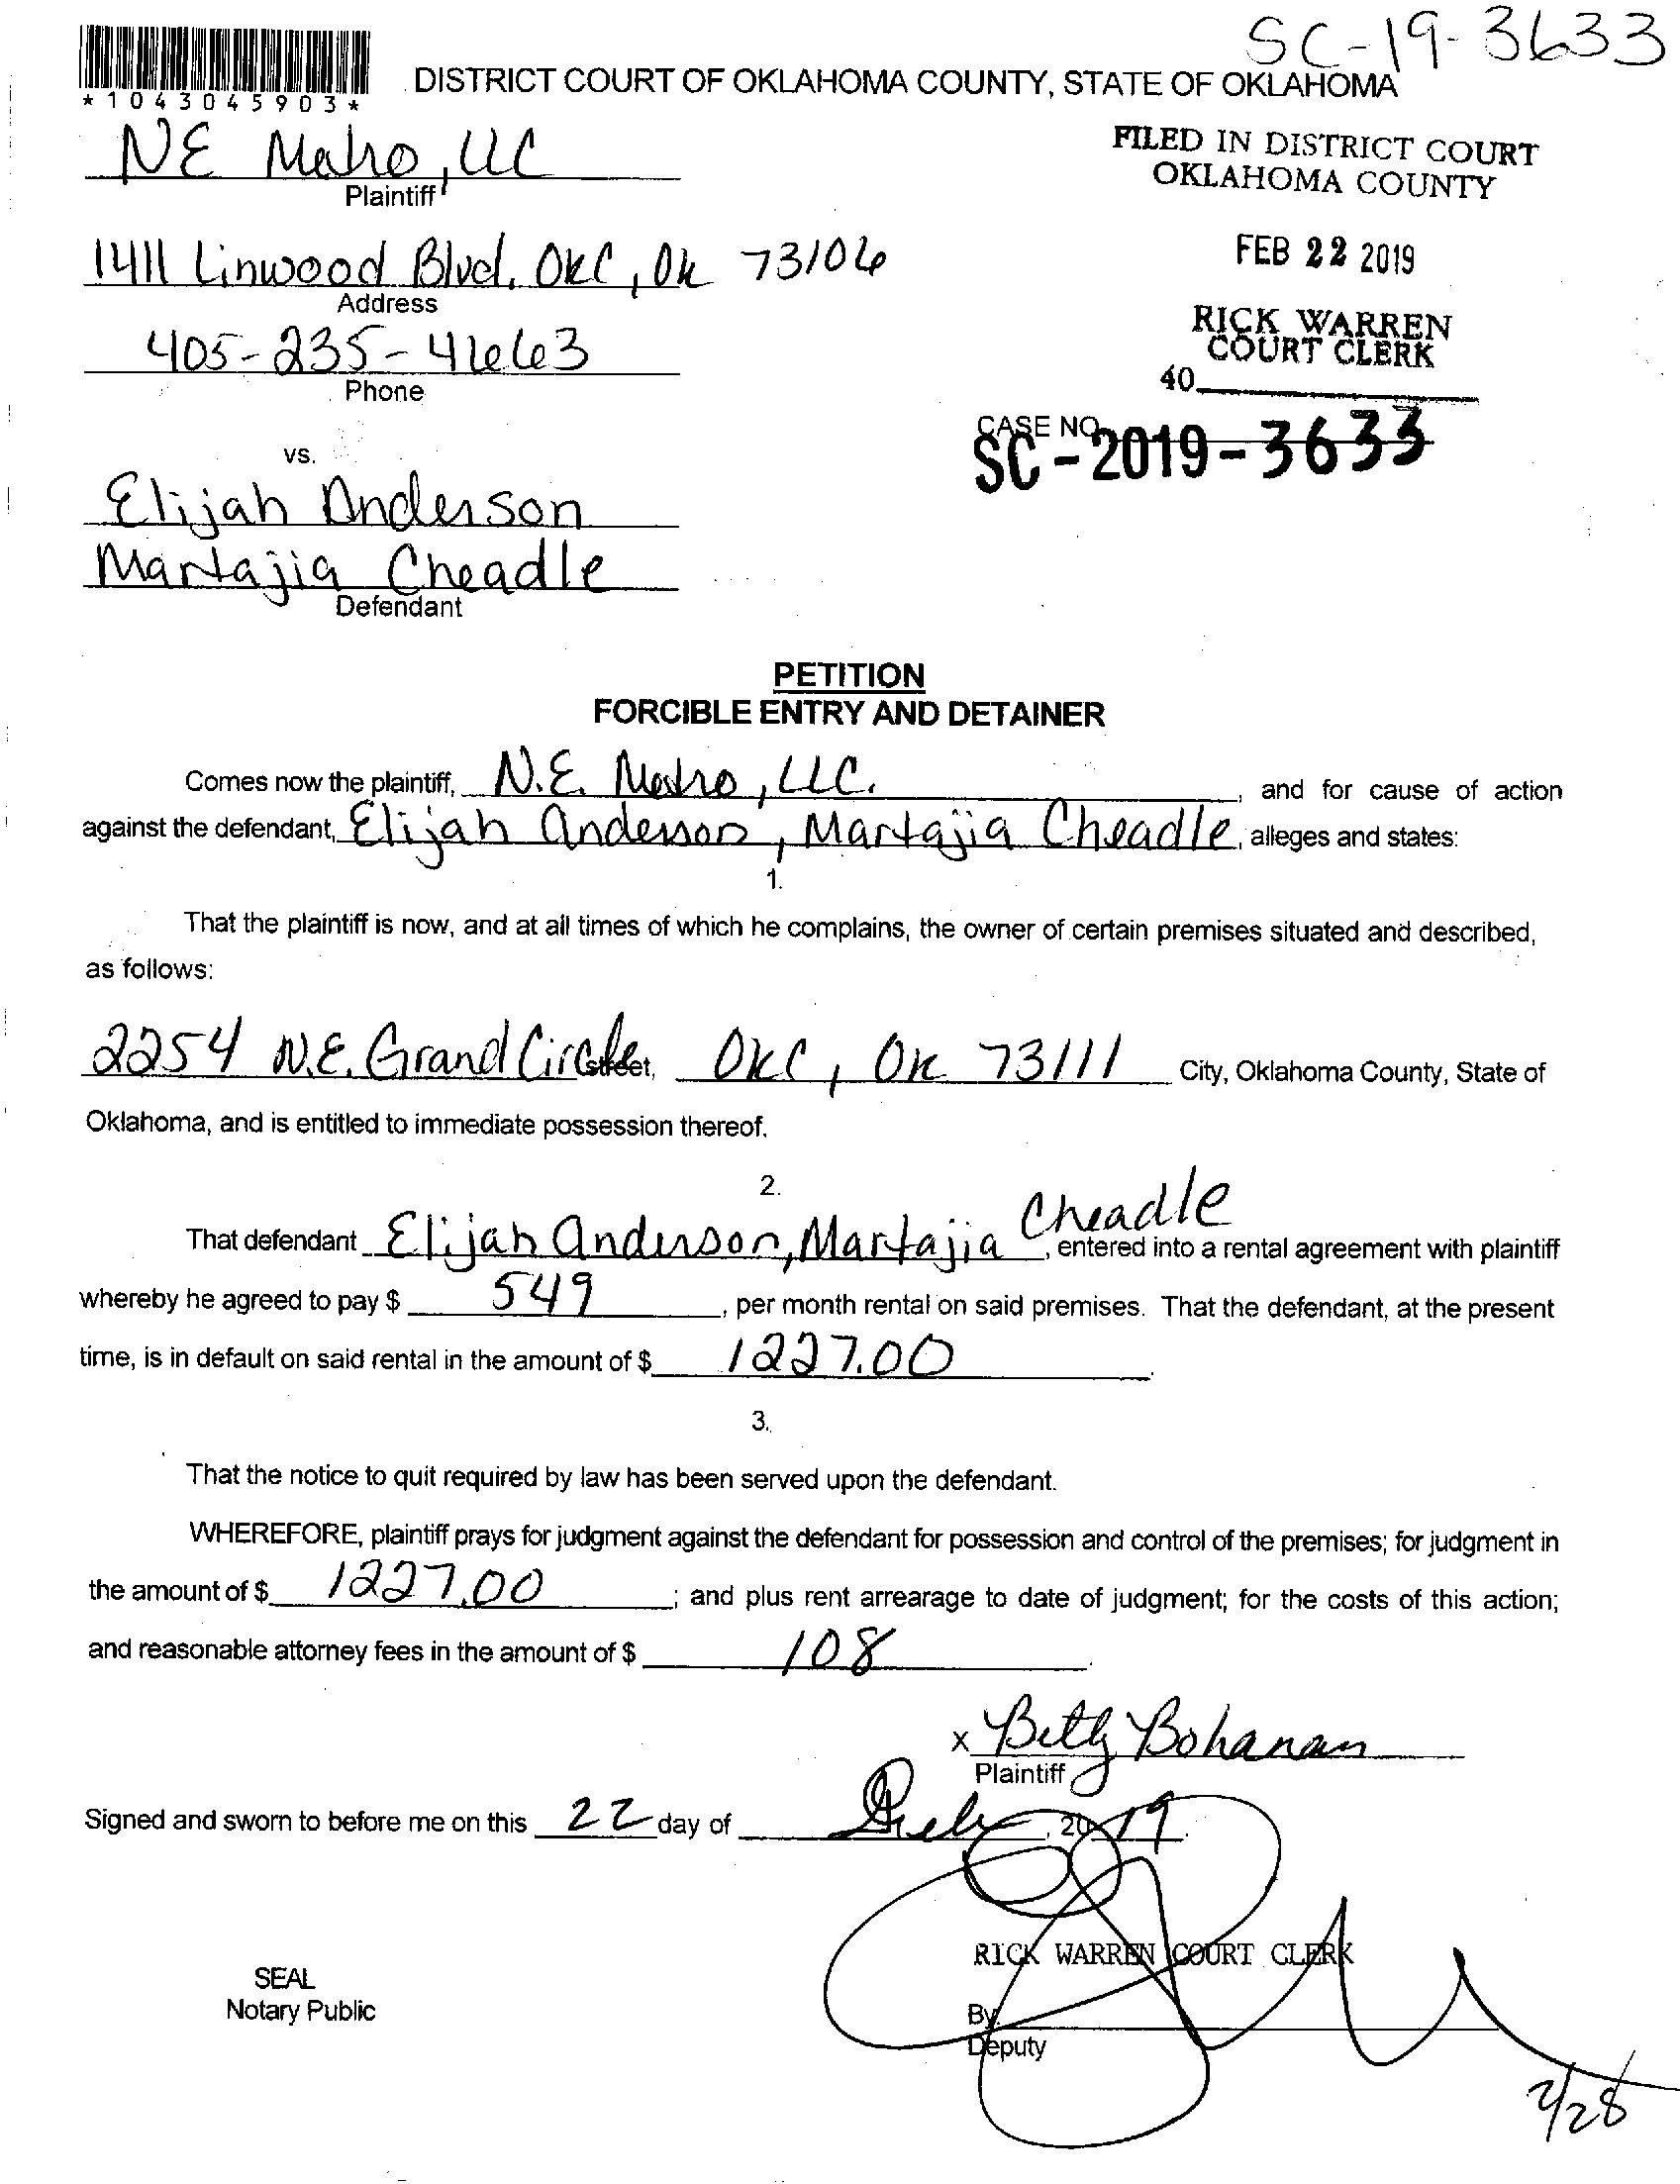 SC-19-3633
*1043045903*
DISTRICT COURT OF OKLAHOMA COUNTY, STATE OF OKLAHOMA
NE Metro, LLC
Plaintiff
FILED IN DISTRICT COURT
OKLAHOMA COUNTY
1411 Linwood Blvd. OKC, Ok 73106
Address
FEB 22 2019
405-235-4663
Phone
RICK WARREN
COURT CLERK
40
CASE NO.
SC-2019-3633
vs.
Elijah Anderson
Martajia Cheadle
Defendant
PETITION
FORCIBLE ENTRY AND DETAINER
Comes now the plaintiff, N.E. Metro, LLC. , and for cause of action
against the defendant, Elijah Anderson, Martajia Cheadle, alleges and states:
1.
That the plaintiff is now, and at all times of which he complains, the owner of certain premises situated and described,
as follows:
2254 N.E. Grand Circle street, OKC, OK 73111 City, Oklahoma County, State of
Oklahoma, and is entitled to immediate possession thereof.
2.
That defendant Elijah Anderson, Martajia Cheadle, entered into a rental agreement with plaintiff
whereby he agreed to pay $ 549, per month rental on said premises. That the defendant, at the present
time, is in default on said rental in the amount of $ 1227.00.
3.
That the notice to quit required by law has been served upon the defendant.
WHEREFORE, plaintiff prays for judgment against the defendant for possession and control of the premises; for judgment in
the amount of $ 1227.00; and plus rent arrearage to date of judgment; for the costs of this action;
and reasonable attorney fees in the amount of $ 108.
x Betty Bohanan
Plaintiff
Signed and sworn to before me on this 22 day of Feb, 2019.
RICK WARREN COURT CLERK
SEAL
Notary Public
By
Deputy
2/28